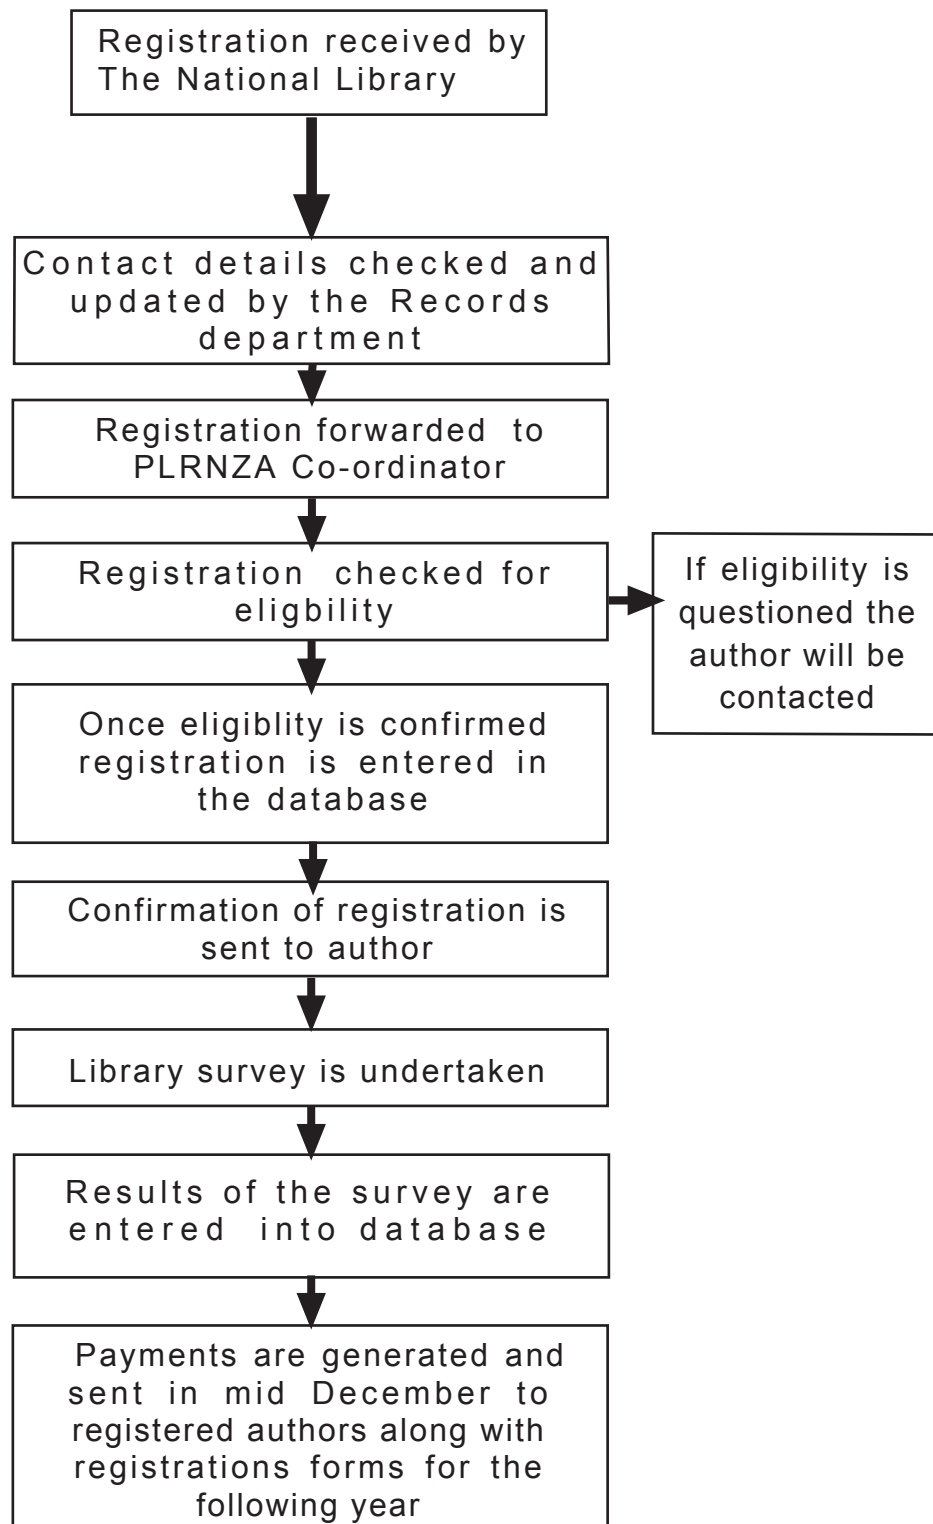 Registration received by
The National Library
Contact details checked and
updated by the Records
department
Registration forwarded to
PLRNZA Co-ordinator
Registration checked for
eligbility
If eligibility is
questioned the
author will be
contacted
Once eligiblity is confirmed
registration is entered in
the database
Confirmation of registration is
sent to author
Library survey is undertaken
Results of the survey are
entered into database
Payments are generated and
sent in mid December to
registered authors along with
registrations forms for the
following year